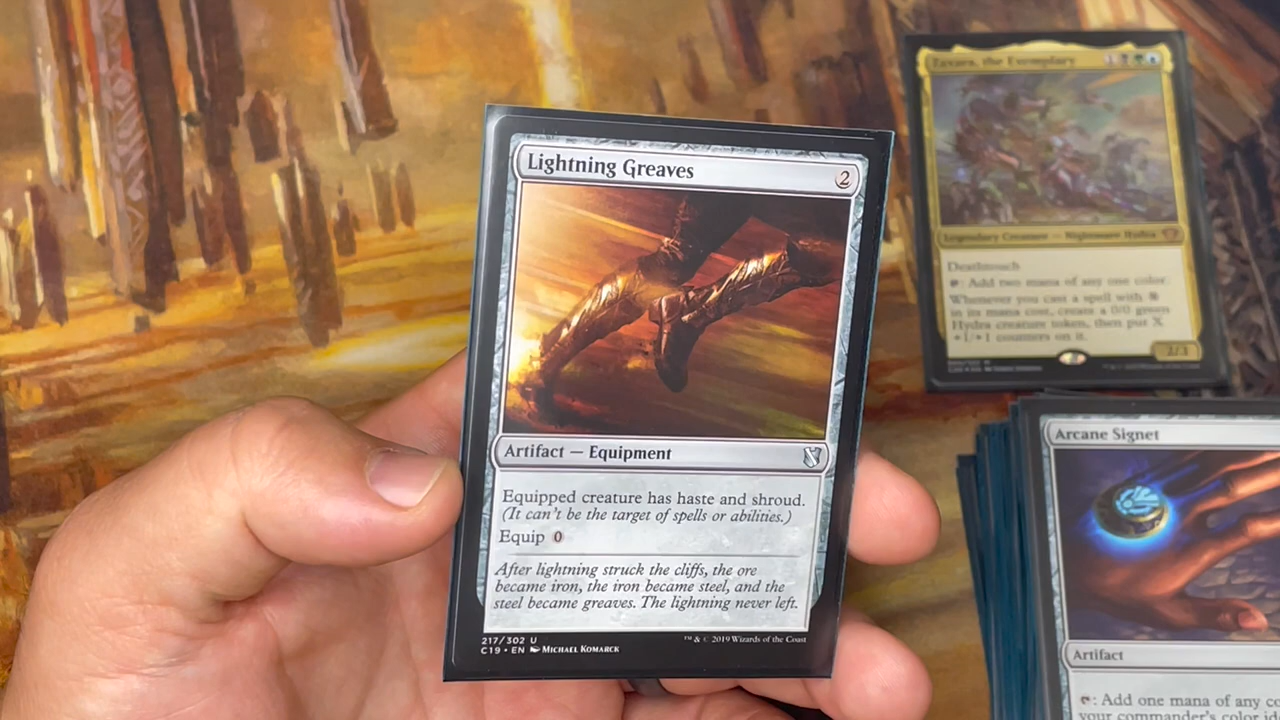 Lightning Greaves
2
Artifact — Equipment
Equipped creature has haste and shroud.
(It can't be the target of spells or abilities.)
Equip 0
After lightning struck the cliffs, the ore
became iron, the iron became steel, and the
steel became greaves. The lightning never left.
217/302 U
C19 • EN Michael Komarck
™ & © 2019 Wizards of the Coast
the Exemplary
Legendary Creature — Nightmare Hydra
Deathtouch
: Add two mana of any one color.
Whenever you cast a spell with
in its mana cost, create a 0/0 green
Hydra creature token, then put X
+1/+1 counters on it.
Arcane Signet
Artifact
: Add one mana of any co
your commander's color id